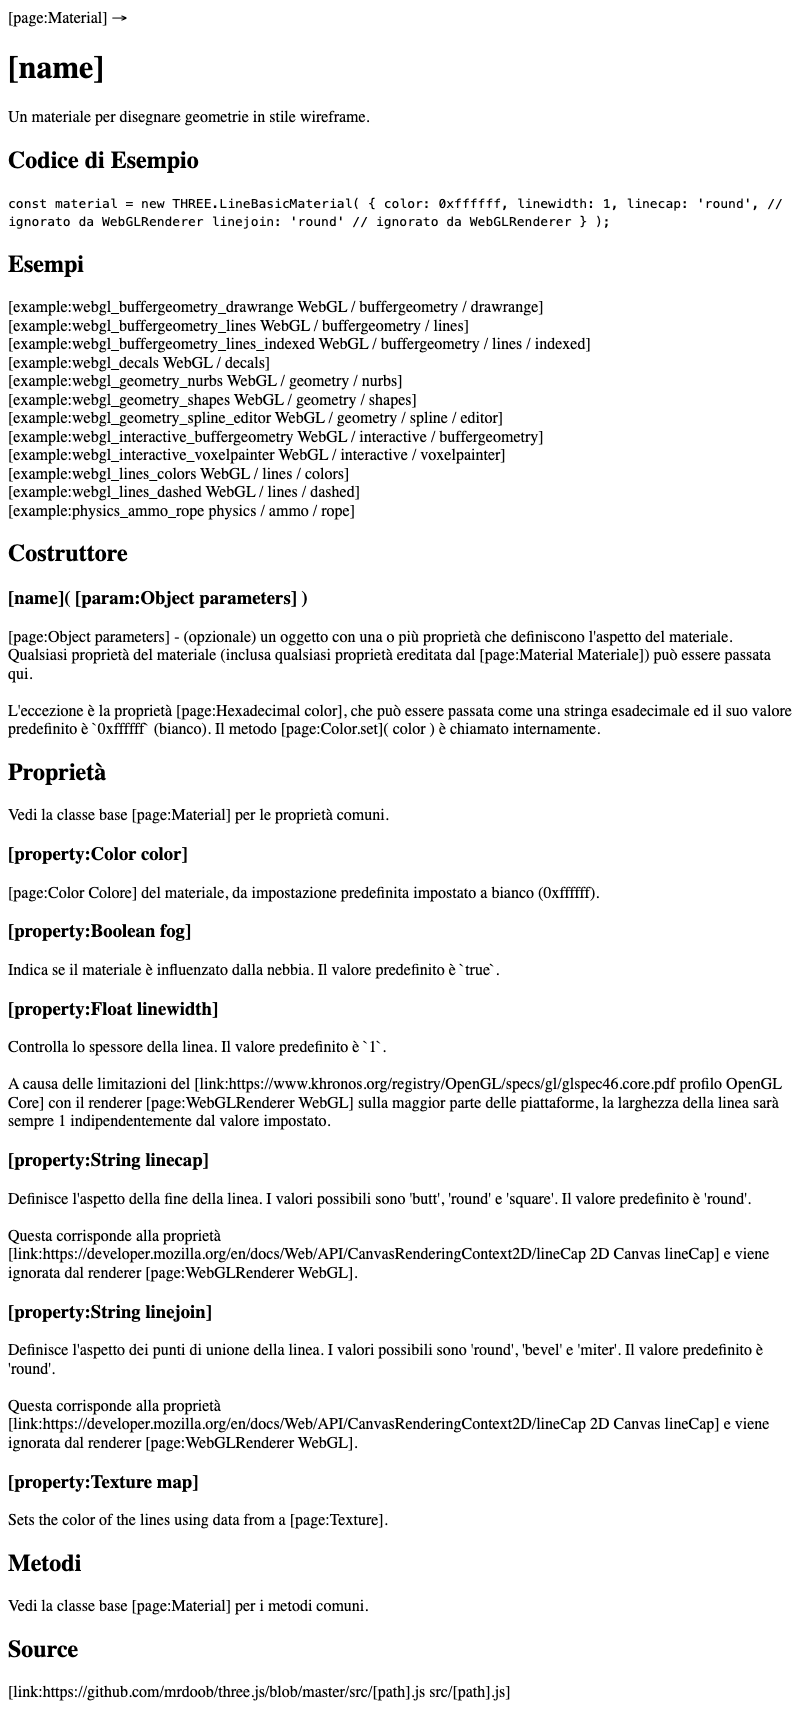 [page:Material] →
[name]
Un materiale per disegnare geometrie in stile wireframe.
Codice di Esempio
const material = new THREE.LineBasicMaterial( { color: 0xffffff, linewidth: 1, linecap: 'round', //
ignorato da WebGLRenderer linejoin: 'round' // ignorato da WebGLRenderer } );
Esempi
[example:webgl_buffergeometry_drawrange WebGL / buffergeometry / drawrange]
[example:webgl_buffergeometry_lines WebGL / buffergeometry / lines]
[example:webgl_buffergeometry_lines_indexed WebGL / buffergeometry / lines / indexed]
[example:webgl_decals WebGL / decals]
[example:webgl_geometry_nurbs WebGL / geometry / nurbs]
[example:webgl_geometry_shapes WebGL / geometry / shapes]
[example:webgl_geometry_spline_editor WebGL / geometry / spline / editor]
[example:webgl_interactive_buffergeometry WebGL / interactive / buffergeometry]
[example:webgl_interactive_voxelpainter WebGL / interactive / voxelpainter]
[example:webgl_lines_colors WebGL / lines / colors]
[example:webgl_lines_dashed WebGL / lines / dashed]
[example:physics_ammo_rope physics / ammo / rope]
Costruttore
[name]( [param:Object parameters] )
[page:Object parameters] - (opzionale) un oggetto con una o più proprietà che definiscono l'aspetto del materiale.
Qualsiasi proprietà del materiale (inclusa qualsiasi proprietà ereditata dal [page:Material Materiale]) può essere passata
qui.
L'eccezione è la proprietà [page:Hexadecimal color], che può essere passata come una stringa esadecimale ed il suo valore
predefinito è `0xffffff` (bianco). Il metodo [page:Color.set]( color ) è chiamato internamente.
Proprietà
Vedi la classe base [page:Material] per le proprietà comuni.
[property:Color color]
[page:Color Colore] del materiale, da impostazione predefinita impostato a bianco (0xffffff).
[property:Boolean fog]
Indica se il materiale è influenzato dalla nebbia. Il valore predefinito è `true`.
[property:Float linewidth]
Controlla lo spessore della linea. Il valore predefinito è `1`.
A causa delle limitazioni del [link:https://www.khronos.org/registry/OpenGL/specs/gl/glspec46.core.pdf profilo OpenGL
Core] con il renderer [page:WebGLRenderer WebGL] sulla maggior parte delle piattaforme, la larghezza della linea sarà
sempre 1 indipendentemente dal valore impostato.
[property:String linecap]
Definisce l'aspetto della fine della linea. I valori possibili sono 'butt', 'round' e 'square'. Il valore predefinito è 'round'.
Questa corrisponde alla proprietà
[link:https://developer.mozilla.org/en/docs/Web/API/CanvasRenderingContext2D/lineCap 2D Canvas lineCap] e viene
ignorata dal renderer [page:WebGLRenderer WebGL].
[property:String linejoin]
Definisce l'aspetto dei punti di unione della linea. I valori possibili sono 'round', 'bevel' e 'miter'. Il valore predefinito è
'round'.
Questa corrisponde alla proprietà
[link:https://developer.mozilla.org/en/docs/Web/API/CanvasRenderingContext2D/lineCap 2D Canvas lineCap] e viene
ignorata dal renderer [page:WebGLRenderer WebGL].
[property:Texture map]
Sets the color of the lines using data from a [page:Texture].
Metodi
Vedi la classe base [page:Material] per i metodi comuni.
Source
[link:https://github.com/mrdoob/three.js/blob/master/src/[path].js src/[path].js]